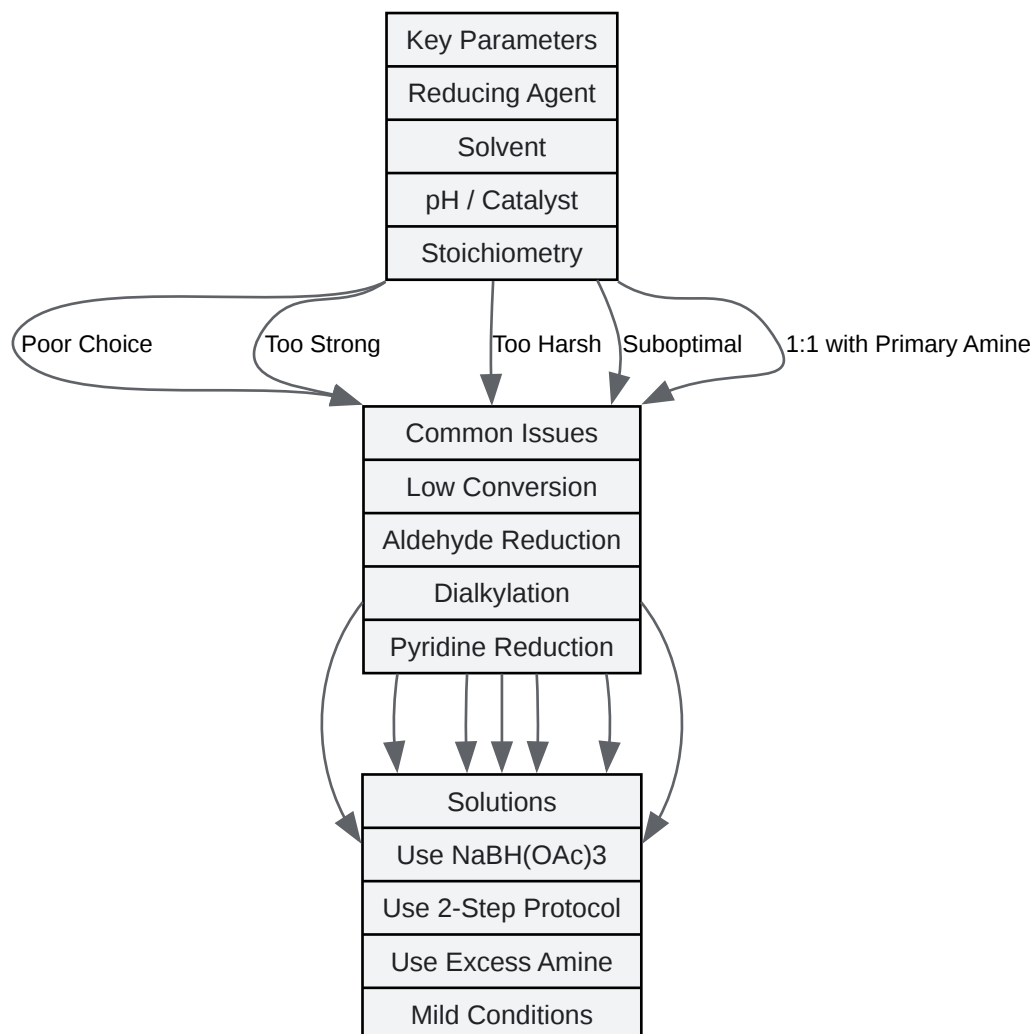 Key Parameters
Reducing Agent
Solvent
pH / Catalyst
Stoichiometry
Poor Choice
Too Strong
Too Harsh
Suboptimal
1:1 with Primary Amine
Common Issues
Low Conversion
Aldehyde Reduction
Dialkylation
Pyridine Reduction
Solutions
Use NaBH(OAc)3
Use 2-Step Protocol
Use Excess Amine
Mild Conditions